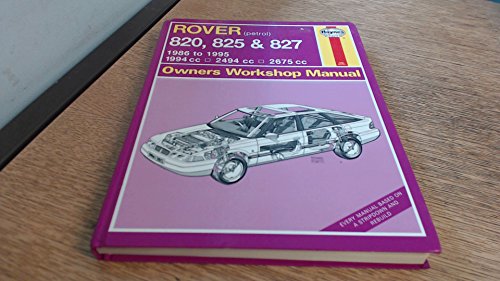 ROVER (petrol)
820, 825 & 827
1986 to 1995
1994 cc □ 2494 cc □ 2675 cc
Haynes
Owners Workshop Manual
EVERY MANUAL BASED ON
A STRIPDOWN AND
REBUILD